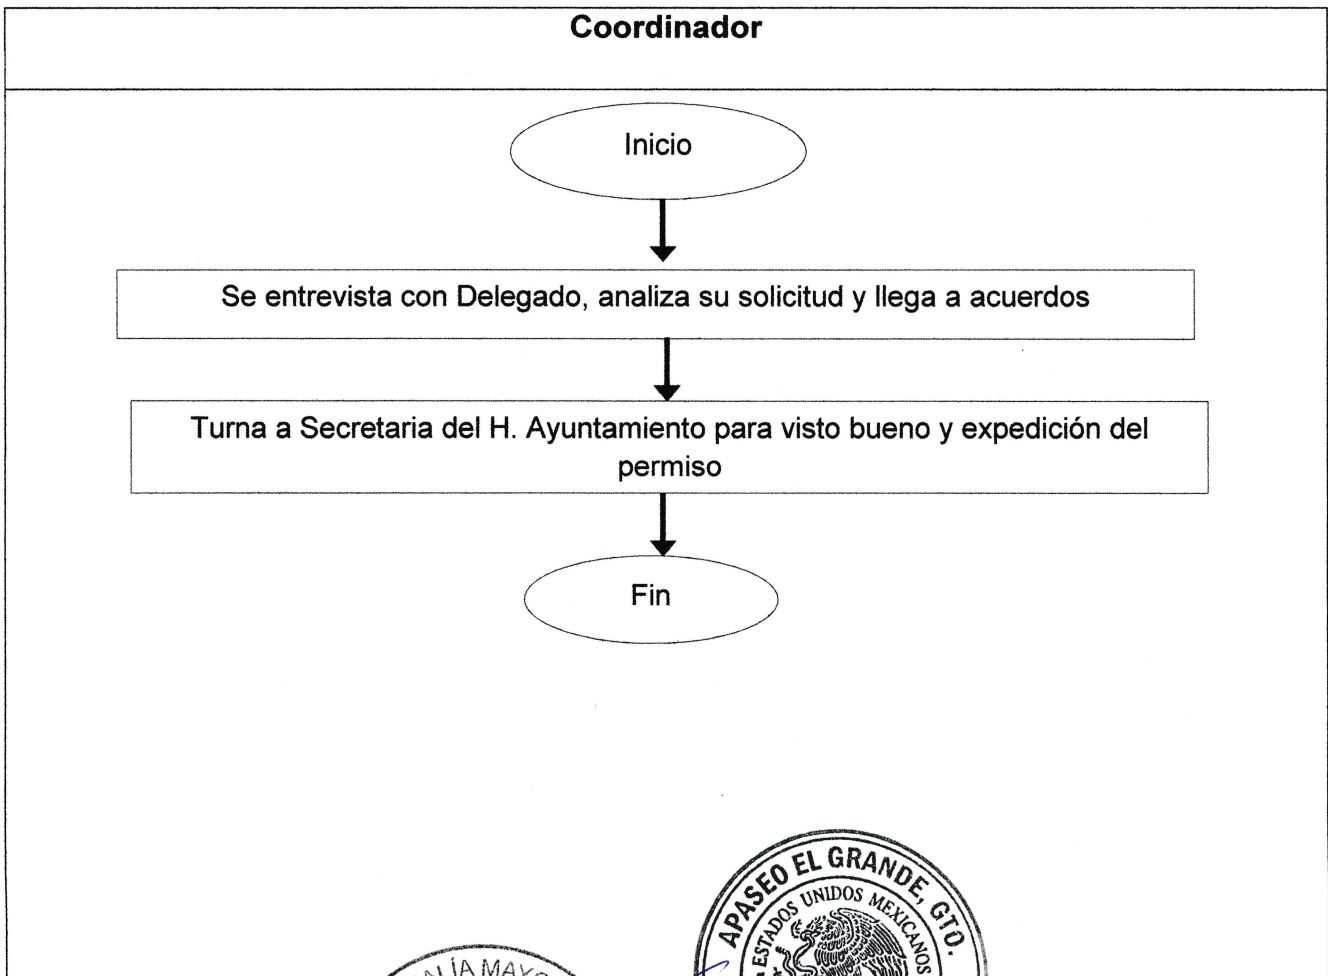 Coordinador
Inicio
Se entrevista con Delegado, analiza su solicitud y llega a acuerdos
Turna a Secretaria del H. Ayuntamiento para visto bueno y expedición del
permiso
Fin
APASEO EL GRANDE, GTO.
ESTADOS UNIDOS MEXICANOS